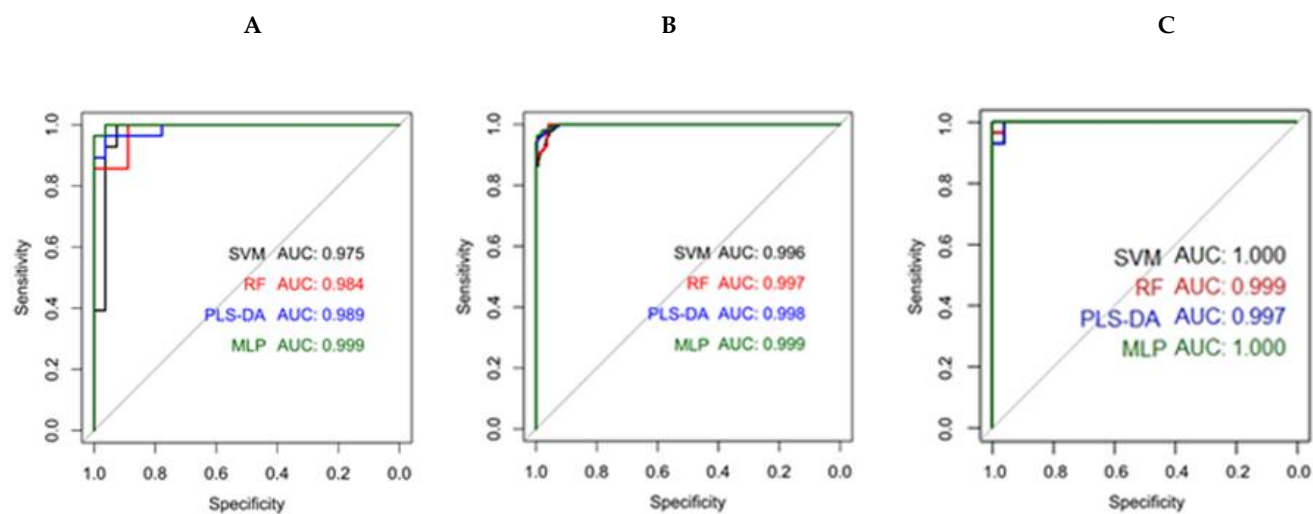 A
B
C
1.0
0.8
0.6
0.4
0.2
0.0
Sensitivity
SVM AUC: 0.975
RF AUC: 0.984
PLS-DA AUC: 0.989
MLP AUC: 0.999
1.0 0.8 0.6 0.4 0.2 0.0
Specificity
1.0
0.8
0.6
0.4
0.2
0.0
Sensitivity
SVM AUC: 0.996
RF AUC: 0.997
PLS-DA AUC: 0.998
MLP AUC: 0.999
1.0 0.8 0.6 0.4 0.2 0.0
Specificity
1.0
0.8
0.6
0.4
0.2
0.0
Sensitivity
SVM AUC: 1.000
RF AUC: 0.999
PLS-DA AUC: 0.997
MLP AUC: 1.000
1.0 0.8 0.6 0.4 0.2 0.0
Specificity